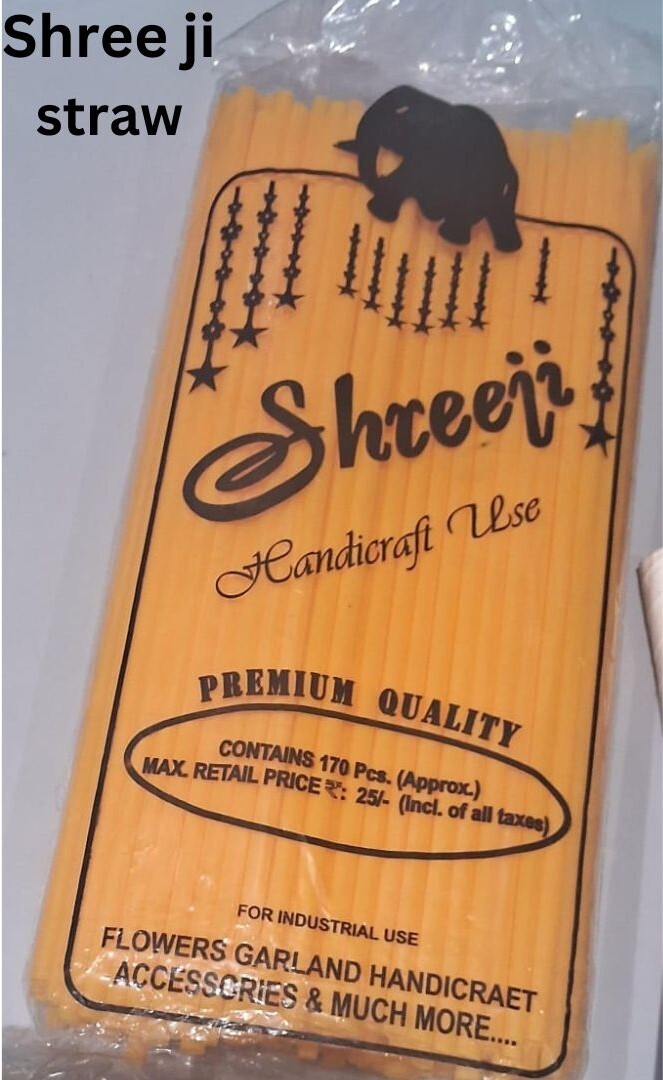 Shree ji
straw
Shreeji
Handicraft Use
PREMIUM QUALITY
CONTAINS 170 Pcs. (Approx.)
MAX. RETAIL PRICE ₹: 25/- (Incl. of all taxes)
FOR INDUSTRIAL USE
FLOWERS GARLAND HANDICRAET
ACCESSORIES & MUCH MORE....